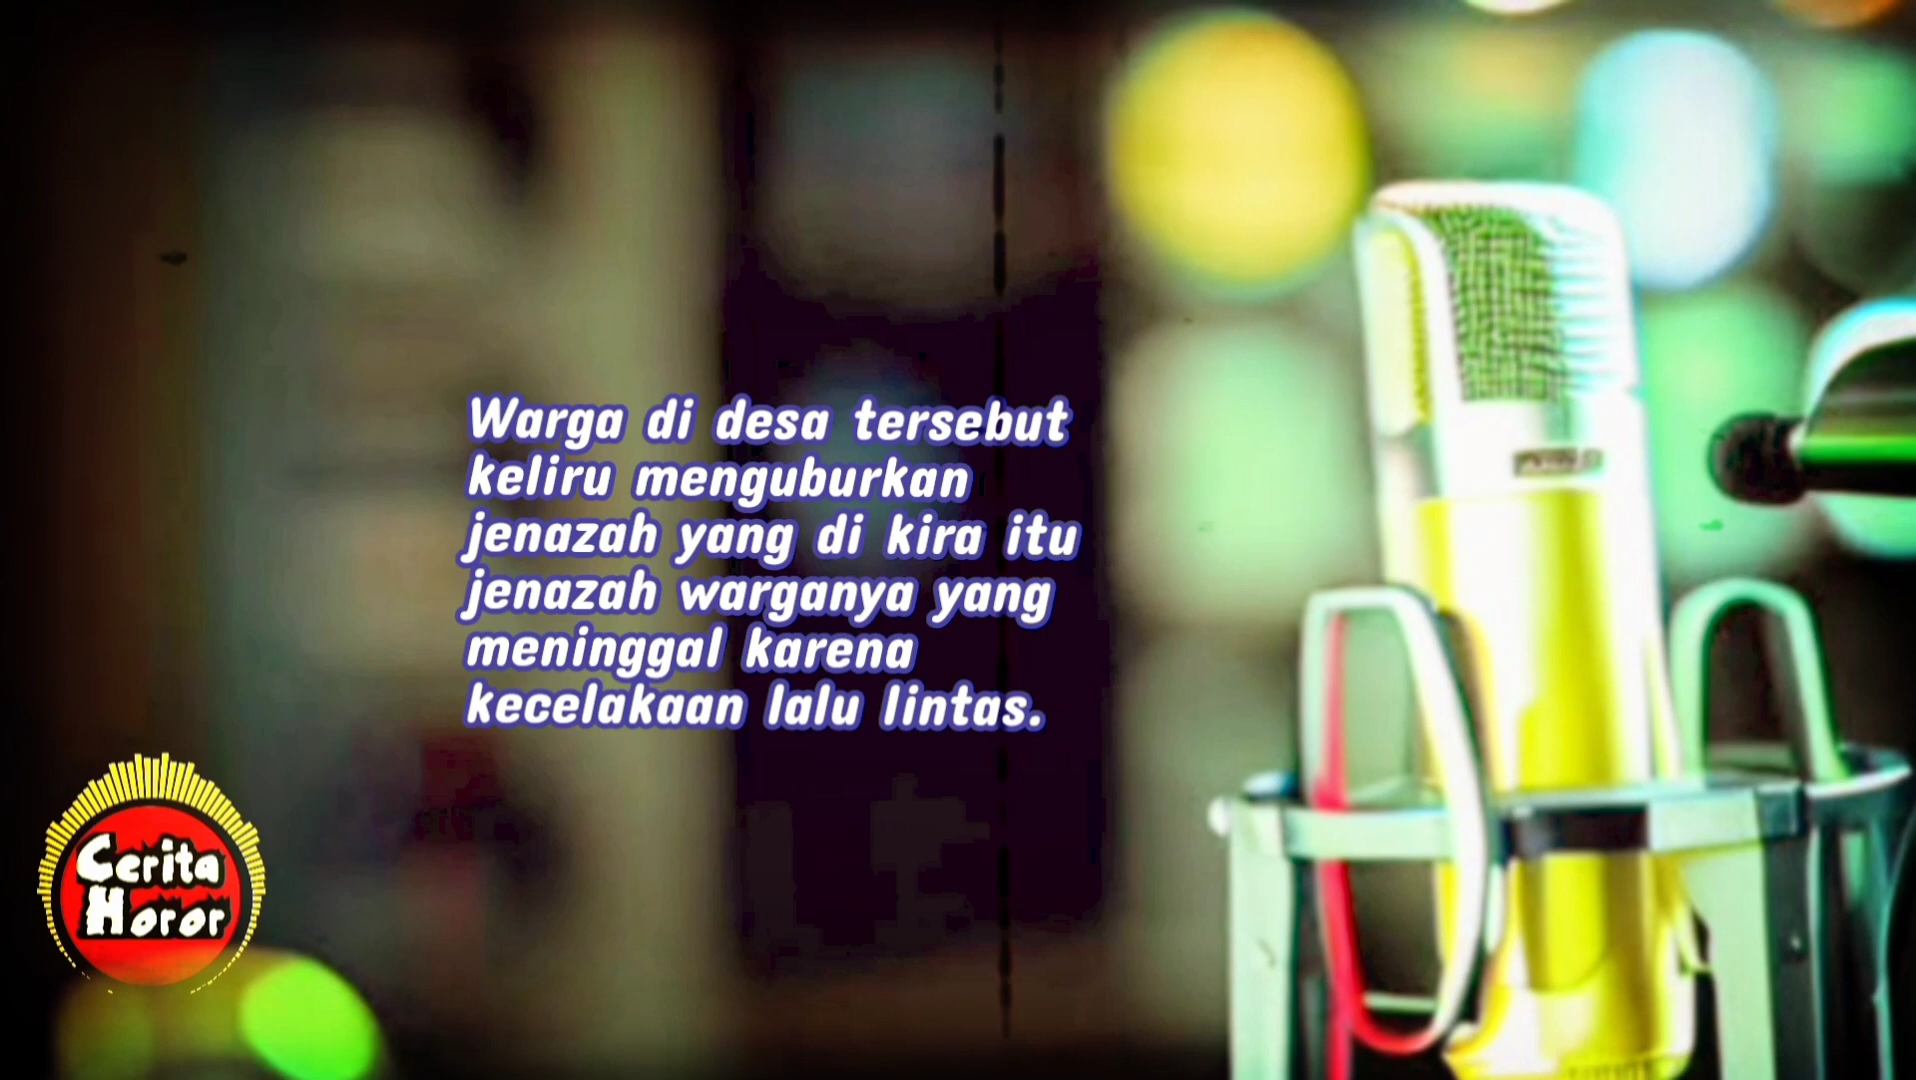 Warga di desa tersebut
keliru menguburkan
jenazah yang di kira itu
jenazah warganya yang
meninggal karena
kecelakaan lalu lintas.
Cerita
Horor